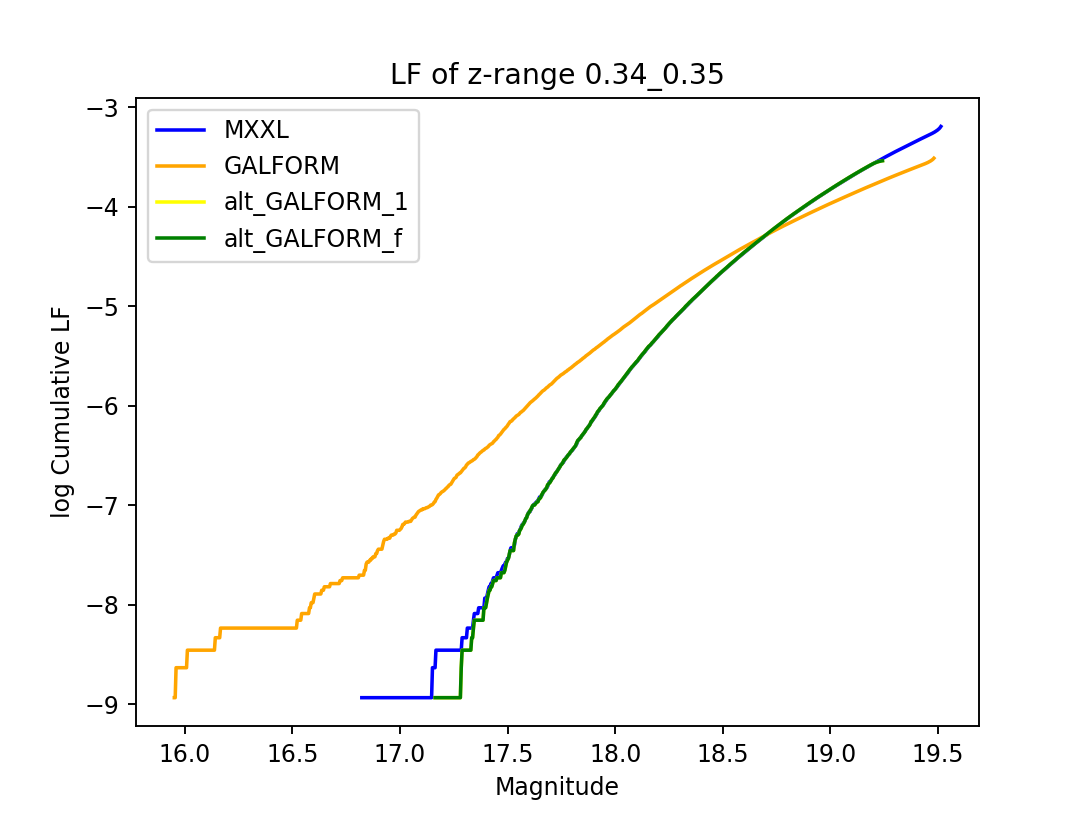 LF of z-range 0.34_0.35
MXXL
GALFORM
alt_GALFORM_1
alt_GALFORM_f
log Cumulative LF
−3
−4
−5
−6
−7
−8
−9
16.0 16.5 17.0 17.5 18.0 18.5 19.0 19.5
Magnitude